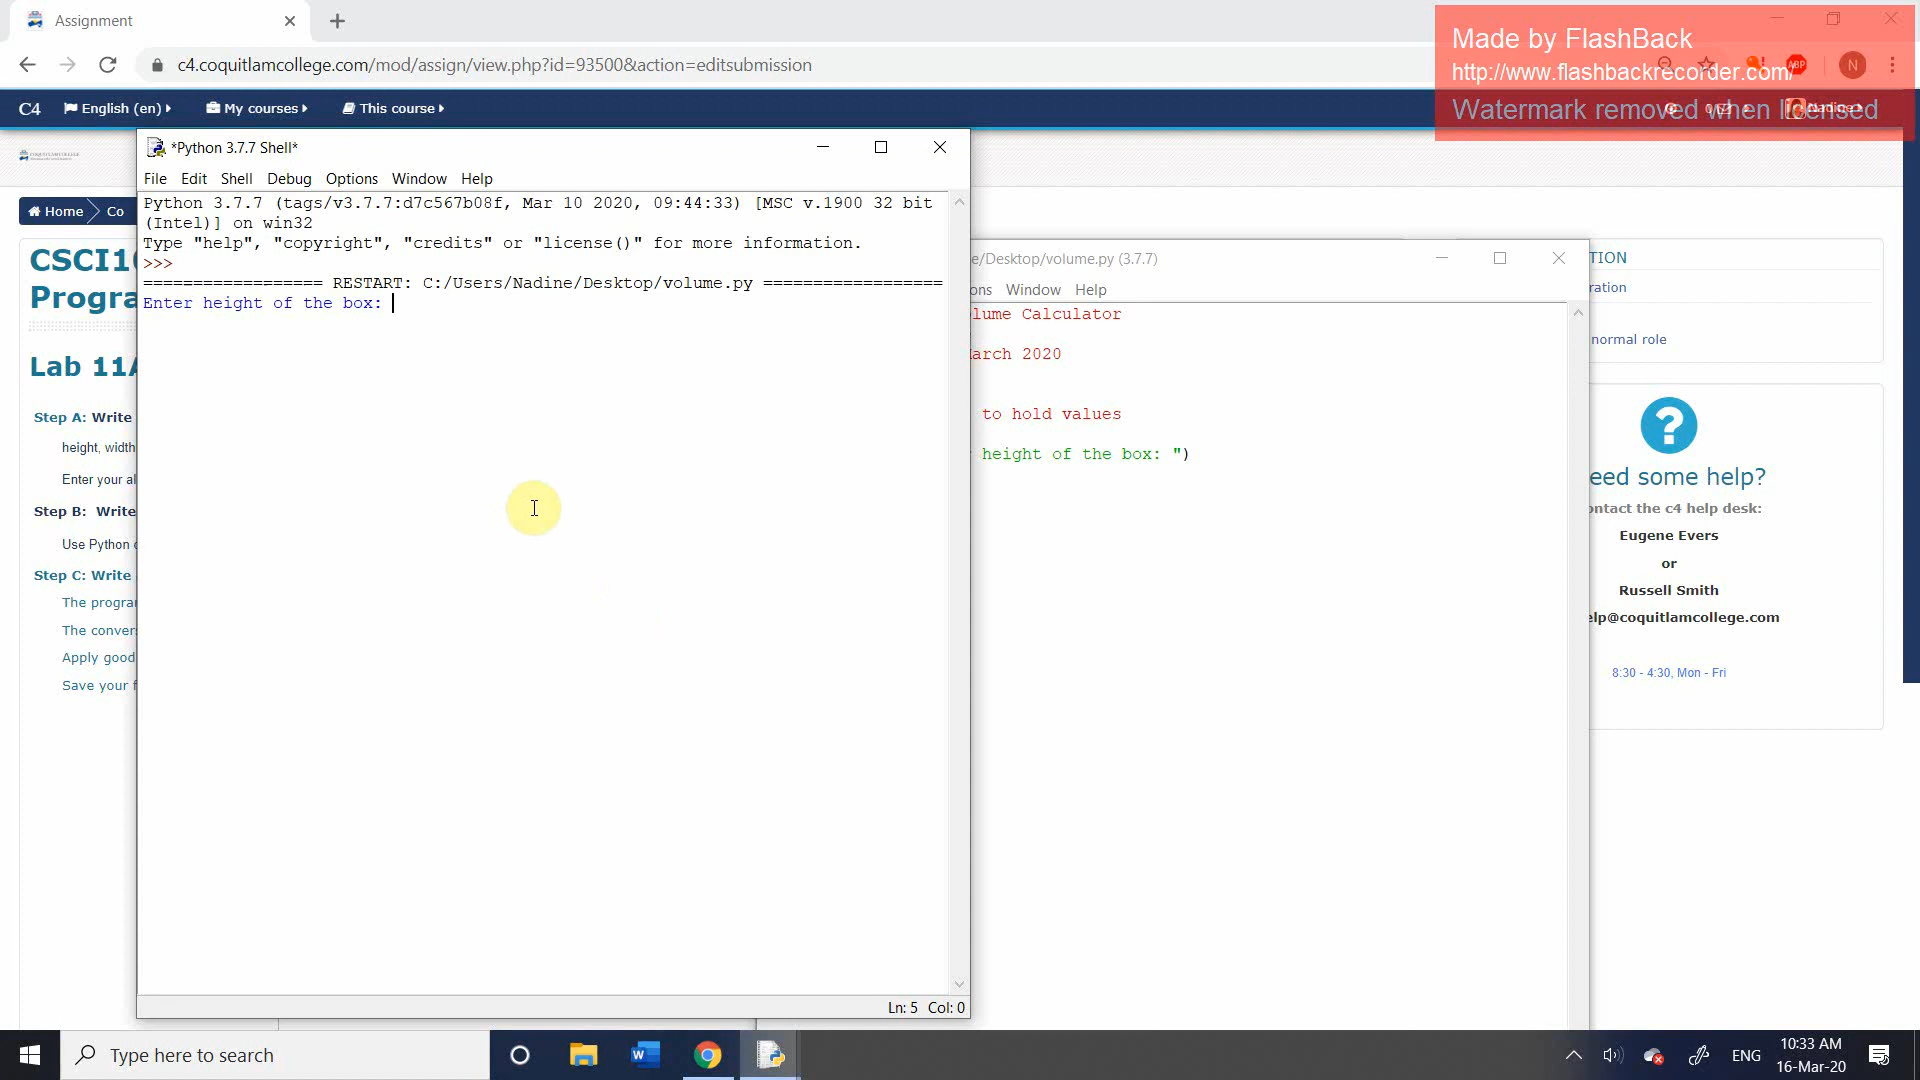 Assignment
Made by FlashBack
http://www.flashbackrecorder.com/
Watermark removed when licensed
c4.coquitlamcollege.com/mod/assign/view.php?id=93500&action=editsubmission
ABP
N
C4
English (en)
My courses
This course
*Python 3.7.7 Shell*
File Edit Shell Debug Options Window Help
Python 3.7.7 (tags/v3.7.7:d7c567b08f, Mar 10 2020, 09:44:33) [MSC v.1900 32 bit
(Intel)] on win32
Type "help", "copyright", "credits" or "license()" for more information.
>>>
================== RESTART: C:/Users/Nadine/Desktop/volume.py ==================
Enter height of the box:
Ln: 5 Col: 0
Home
Co
CSCI1
Progra
Lab 11A
Step A: Write
height, width
Enter your al
Step B: Write
Use Python
Step C: Write
The progra
The conver
Apply good
Save your f
e/Desktop/volume.py (3.7.7)
ons Window Help
lume Calculator
arch 2020
to hold values
height of the box: ")
TION
ration
normal role
?
eed some help?
ontact the c4 help desk:
Eugene Evers
or
Russell Smith
elp@coquitlamcollege.com
8:30 - 4:30, Mon - Fri
Type here to search
ENG
10:33 AM
16-Mar-20